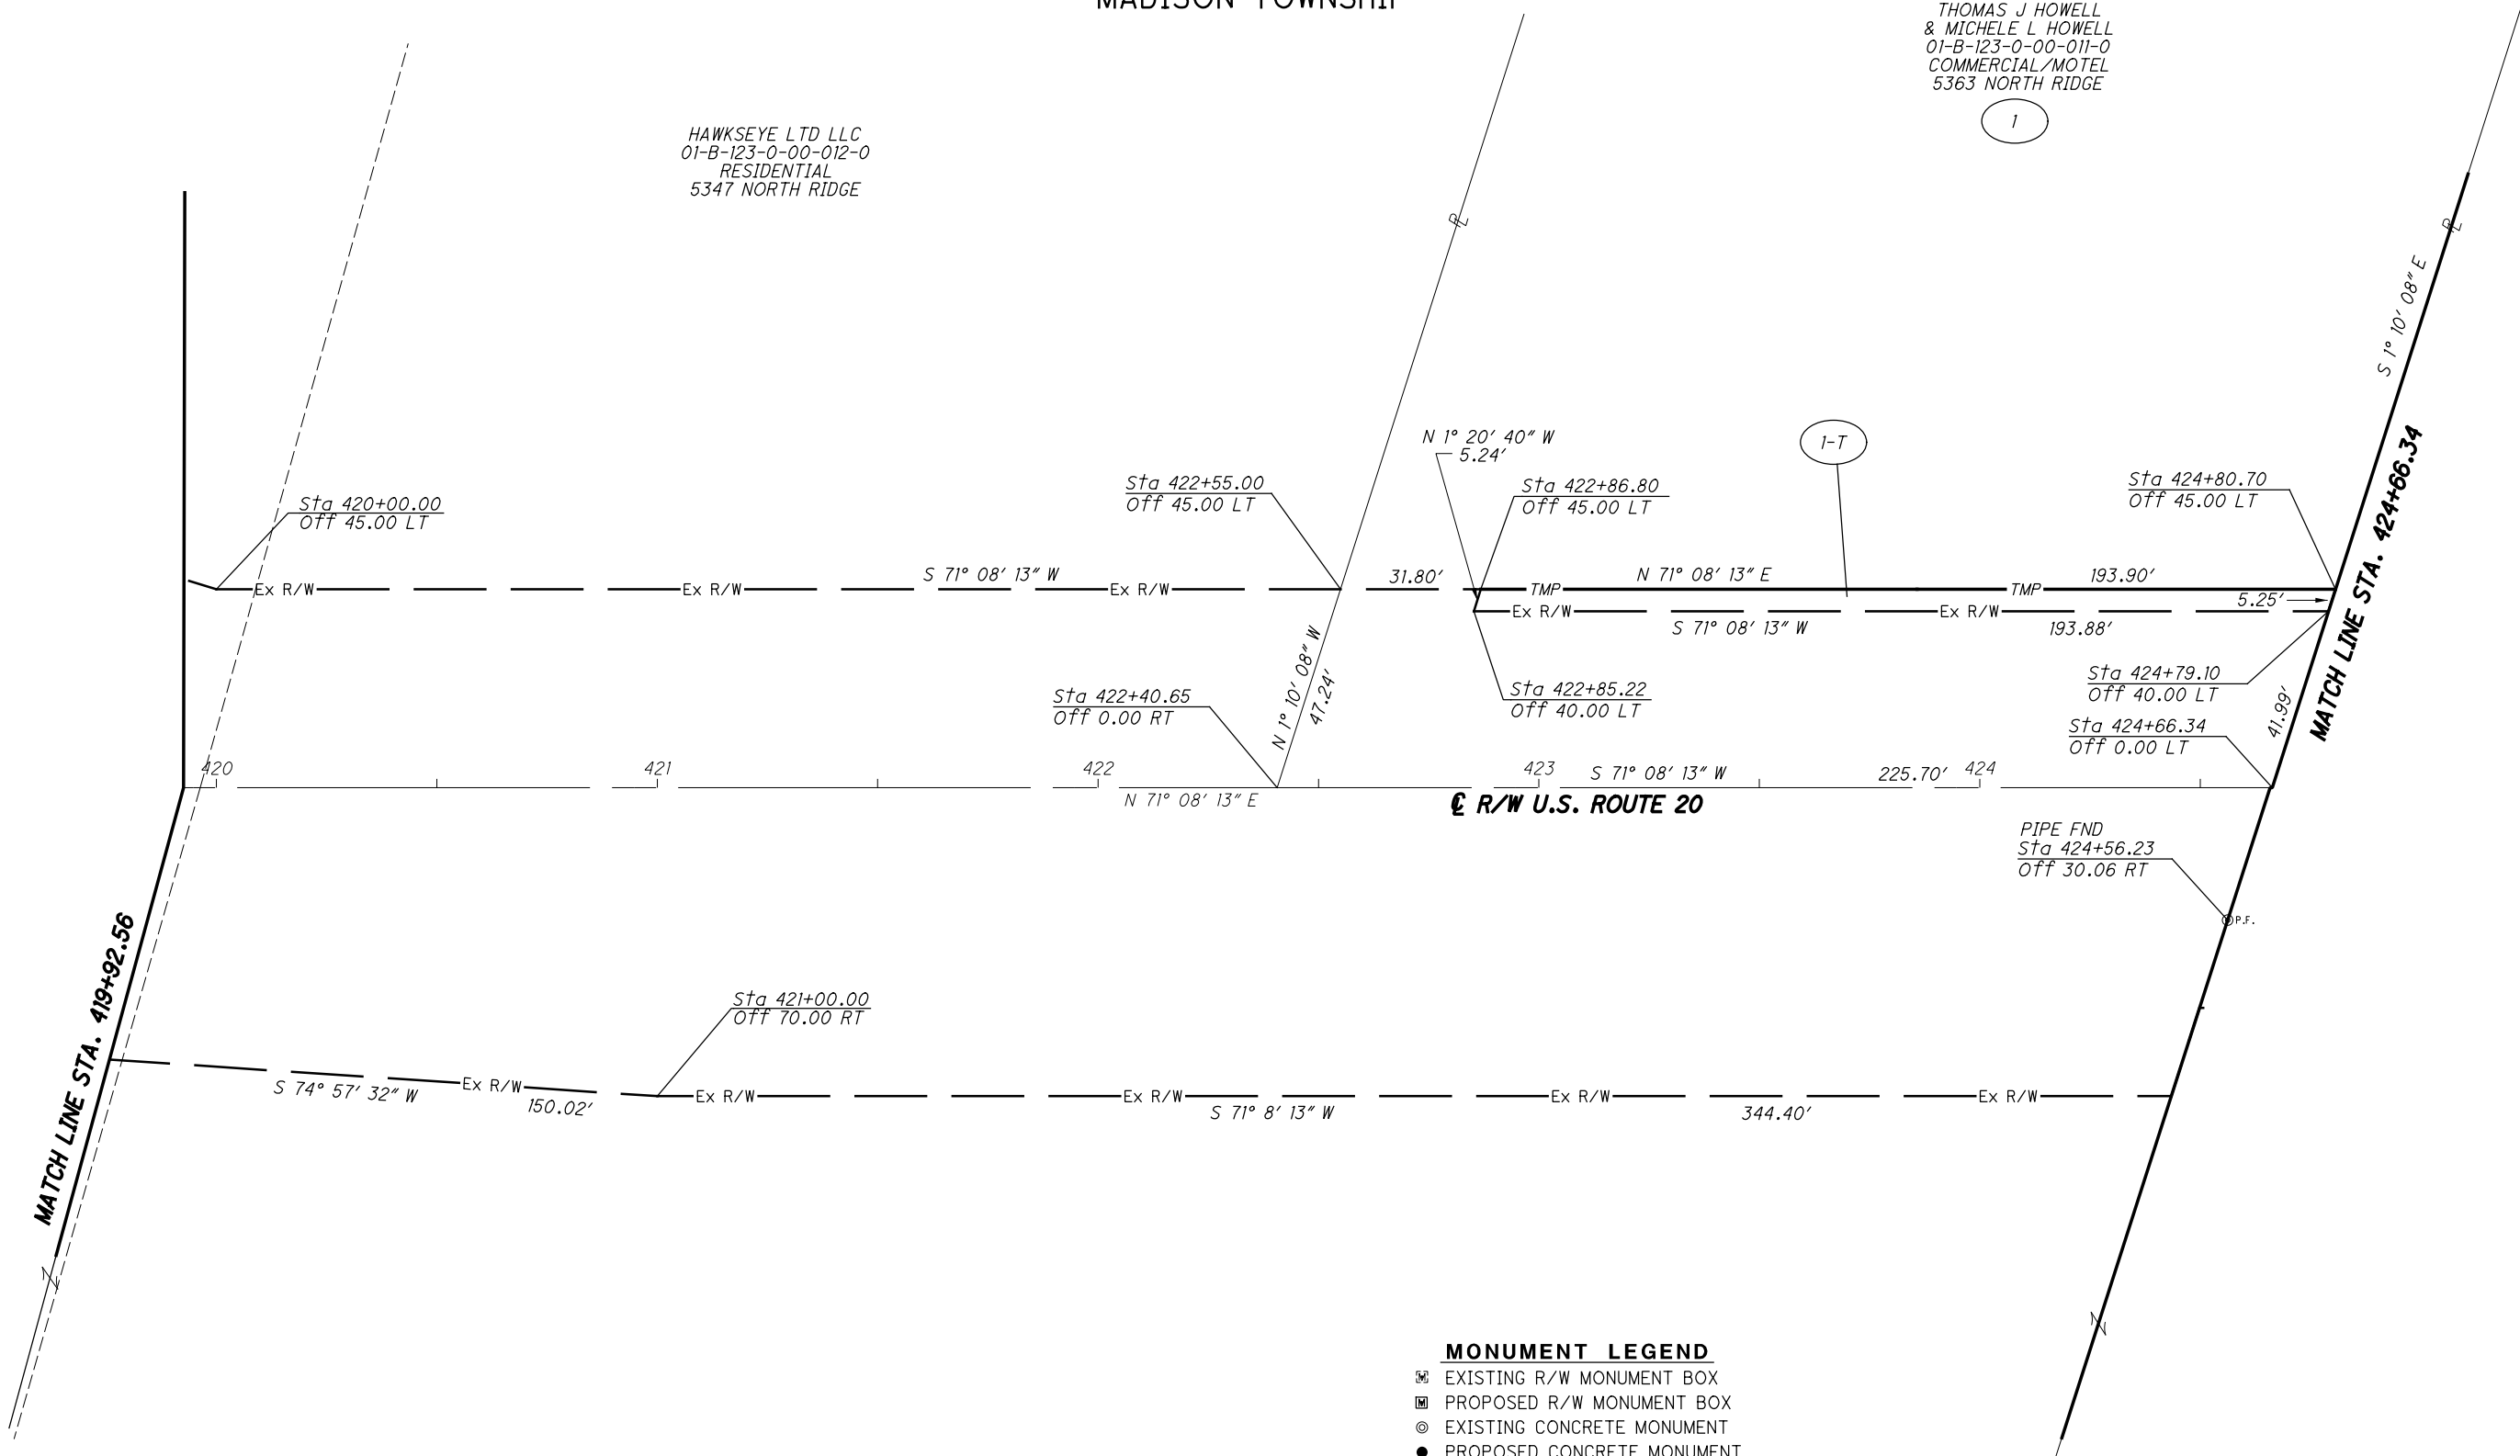 MADISON TOWNSHIP
THOMAS J HOWELL
& MICHELE L HOWELL
01-B-123-0-00-011-0
COMMERCIAL/MOTEL
5363 NORTH RIDGE
1
HAWKSEYE LTD LLC
01-B-123-0-00-012-0
RESIDENTIAL
5347 NORTH RIDGE
PL
PL
S 1° 10' 08" E
MATCH LINE STA. 424+66.34
N 1° 20' 40" W
5.24'
1-T
Sta 420+00.00
Off 45.00 LT
Sta 422+55.00
Off 45.00 LT
Sta 422+86.80
Off 45.00 LT
Sta 424+80.70
Off 45.00 LT
Ex R/W
Ex R/W
S 71° 08' 13" W
Ex R/W
31.80'
TMP
N 71° 08' 13" E
TMP
193.90'
5.25'
Ex R/W
S 71° 08' 13" W
Ex R/W
193.88'
N 1° 10' 08" W
47.24'
Sta 422+40.65
Off 0.00 RT
Sta 422+85.22
Off 40.00 LT
Sta 424+79.10
Off 40.00 LT
Sta 424+66.34
Off 0.00 LT
41.99'
420
421
422
423
S 71° 08' 13" W
225.70'
424
N 71° 08' 13" E
CL R/W U.S. ROUTE 20
PIPE FND
Sta 424+56.23
Off 30.06 RT
P.F.
MATCH LINE STA. 419+92.56
Sta 421+00.00
Off 70.00 RT
S 74° 57' 32" W
Ex R/W
150.02'
Ex R/W
Ex R/W
S 71° 8' 13" W
Ex R/W
344.40'
Ex R/W
MONUMENT LEGEND
EXISTING R/W MONUMENT BOX
PROPOSED R/W MONUMENT BOX
EXISTING CONCRETE MONUMENT
PROPOSED CONCRETE MONUMENT